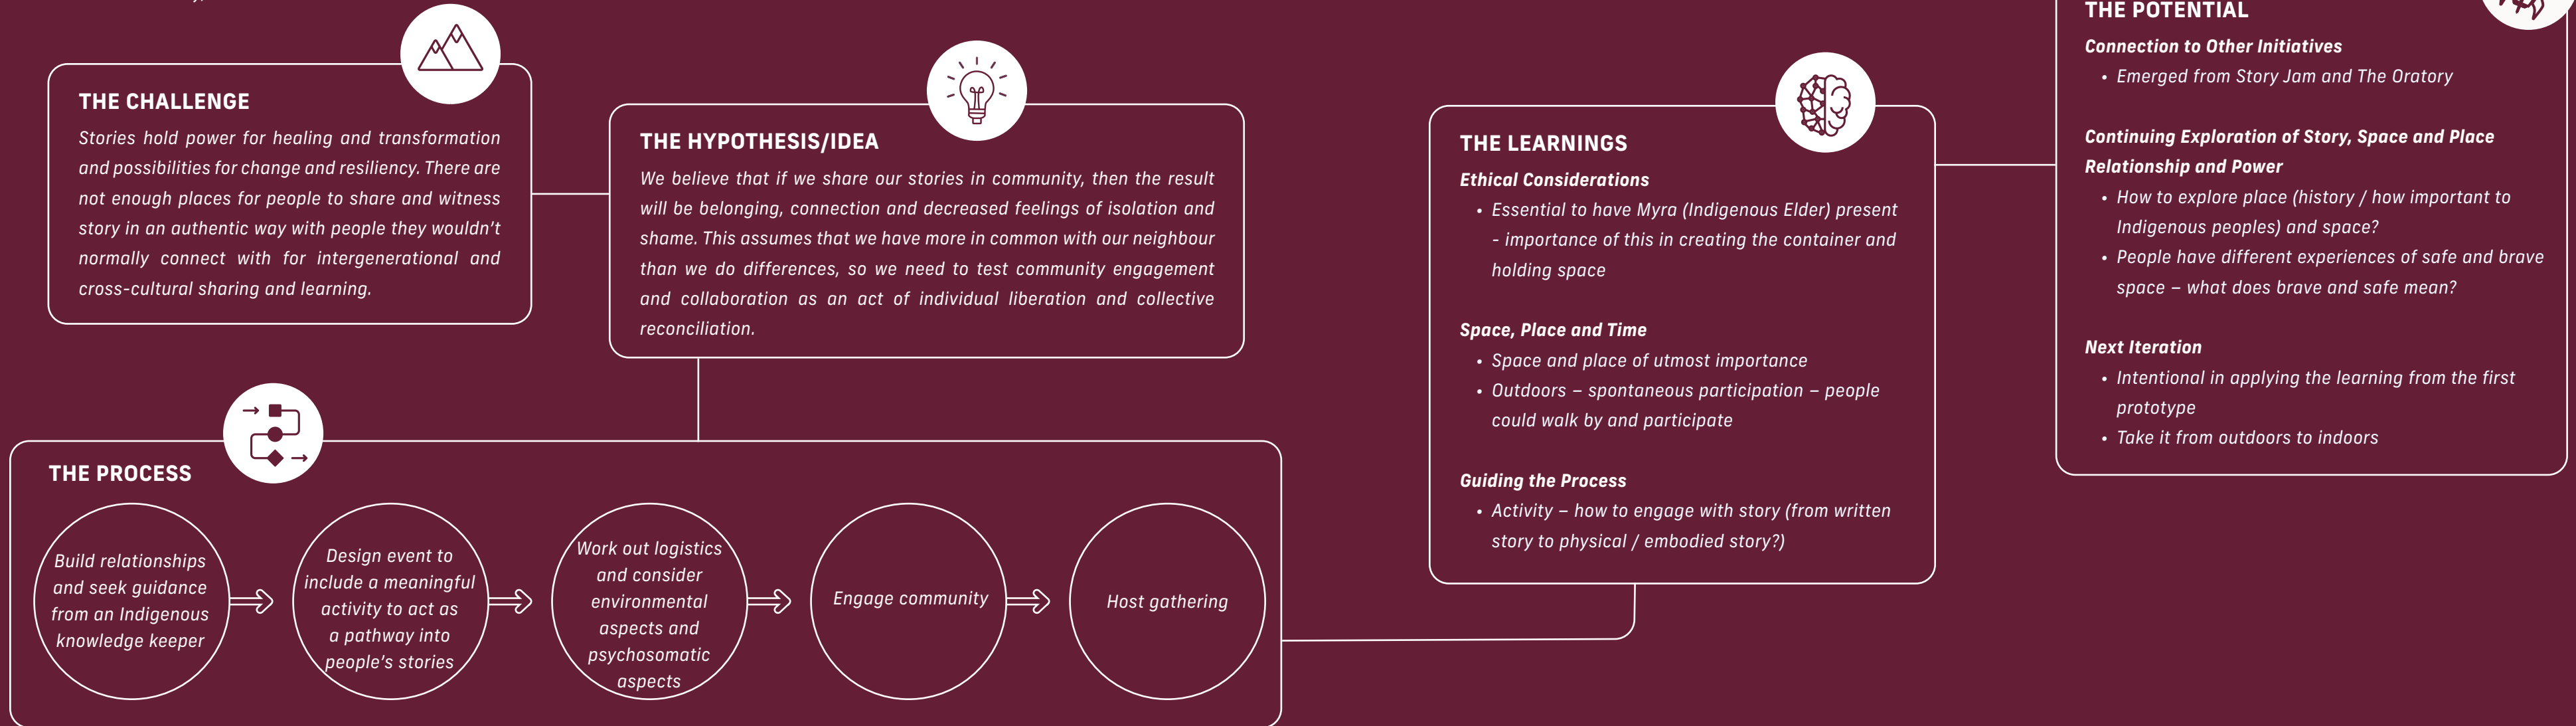 THE CHALLENGE
Stories hold power for healing and transformation
and possibilities for change and resiliency. There are
not enough places for people to share and witness
story in an authentic way with people they wouldn't
normally connect with for intergenerational and
cross-cultural sharing and learning.
THE HYPOTHESIS/IDEA
We believe that if we share our stories in community, then the result
will be belonging, connection and decreased feelings of isolation and
shame. This assumes that we have more in common with our neighbour
than we do differences, so we need to test community engagement
and collaboration as an act of individual liberation and collective
reconciliation.
THE PROCESS
Build relationships
and seek guidance
from an Indigenous
knowledge keeper
Design event to
include a meaningful
activity to act as
a pathway into
people's stories
Work out logistics
and consider
environmental
aspects and
psychosomatic
aspects
Engage community
Host gathering
THE LEARNINGS
Ethical Considerations
• Essential to have Myra (Indigenous Elder) present
- importance of this in creating the container and
holding space
Space, Place and Time
• Space and place of utmost importance
• Outdoors – spontaneous participation – people
could walk by and participate
Guiding the Process
• Activity – how to engage with story (from written
story to physical / embodied story?)
THE POTENTIAL
Connection to Other Initiatives
• Emerged from Story Jam and The Oratory
Continuing Exploration of Story, Space and Place
Relationship and Power
• How to explore place (history / how important to
Indigenous peoples) and space?
• People have different experiences of safe and brave
space – what does brave and safe mean?
Next Iteration
• Intentional in applying the learning from the first
prototype
• Take it from outdoors to indoors